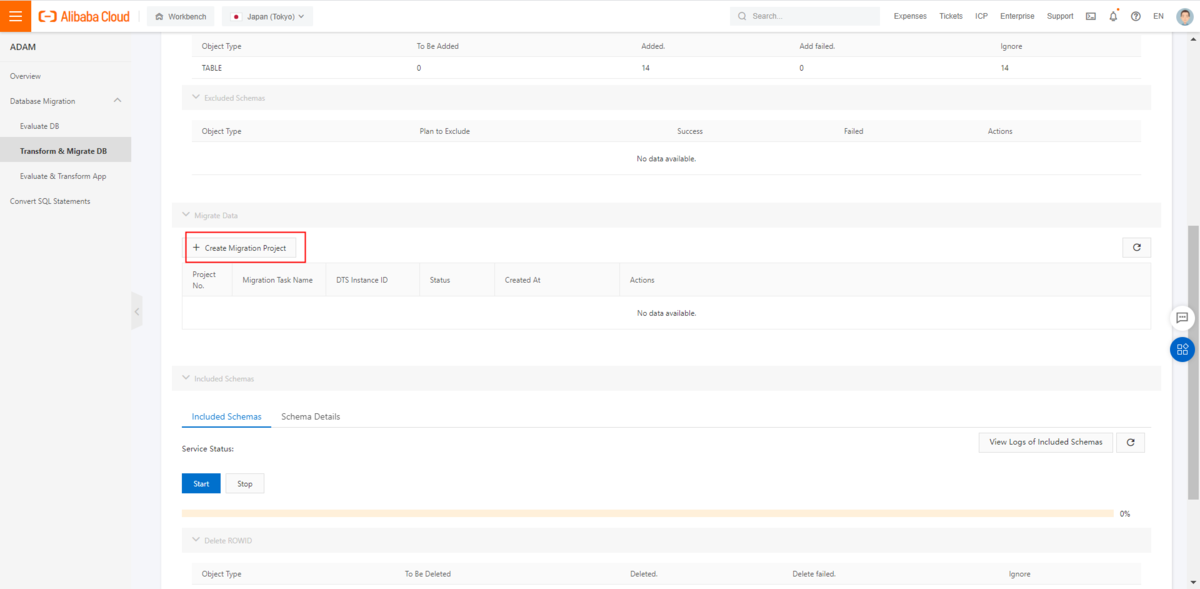 Alibaba Cloud Workbench Japan (Tokyo) Search... Expenses Tickets ICP Enterprise Support EN
ADAM
Overview
Database Migration
Evaluate DB
Transform & Migrate DB
Evaluate & Transform App
Convert SQL Statements
Object Type To Be Added Added. Add failed. Ignore
TABLE 0 14 0 14
Excluded Schemas
Object Type Plan to Exclude Success Failed Actions
No data available.
Migrate Data
+ Create Migration Project
Project No. Migration Task Name DTS Instance ID Status Created At Actions
No data available.
Included Schemas
Included Schemas Schema Details
View Logs of Included Schemas
Service Status:
Start Stop
0%
Delete ROWID
Object Type To Be Deleted Deleted. Delete failed. Ignore